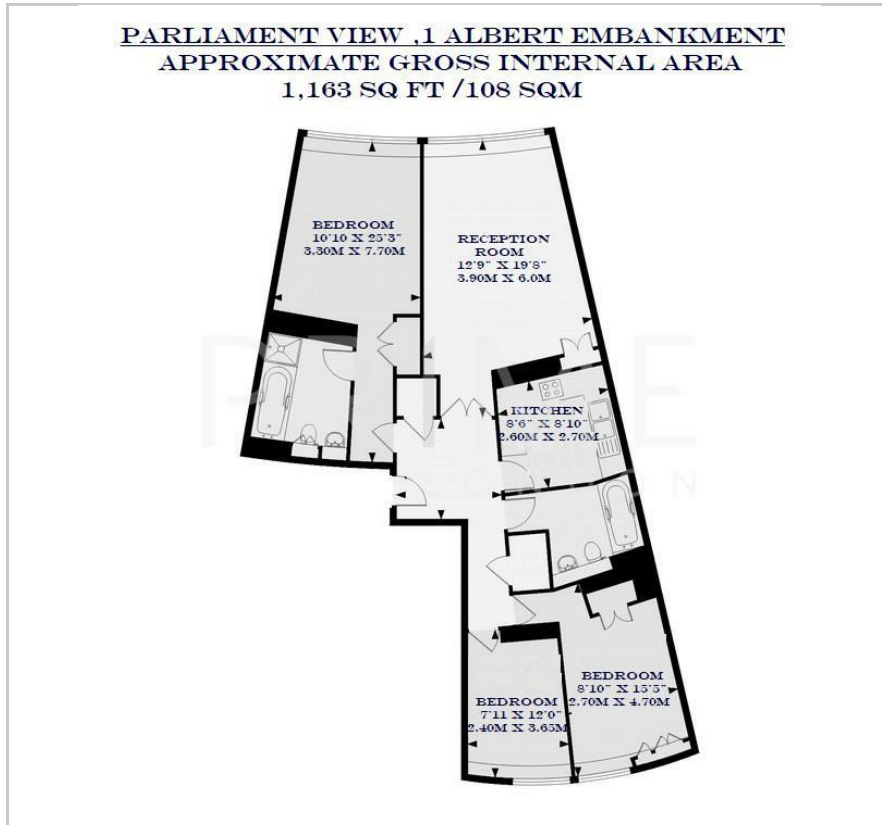 PARLIAMENT VIEW ,1 ALBERT EMBANKMENT
APPROXIMATE GROSS INTERNAL AREA
1,163 SQ FT /108 SQM
BEDROOM
10'10 X 25'3"
3.30M X 7.70M
RECEPTION
ROOM
12'9" X 19'8"
3.90M X 6.0M
PRIME
KITCHEN
8'6" X 8'10"
2.60M X 2.70M
BEDROOM
8'10" X 15'5"
2.70M X 4.70M
BEDROOM
7'11 X 12'0"
2.40M X 3.65M